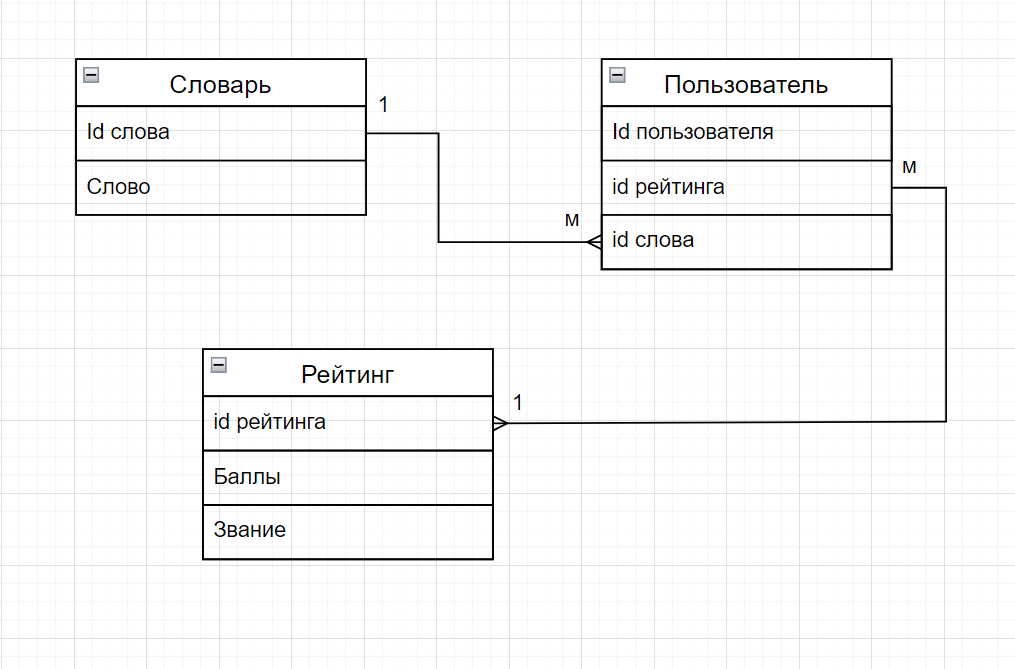 Словарь
1
Id слова
Слово
Пользователь
Id пользователя
м
id рейтинга
м
id слова
Рейтинг
1
id рейтинга
Баллы
Звание